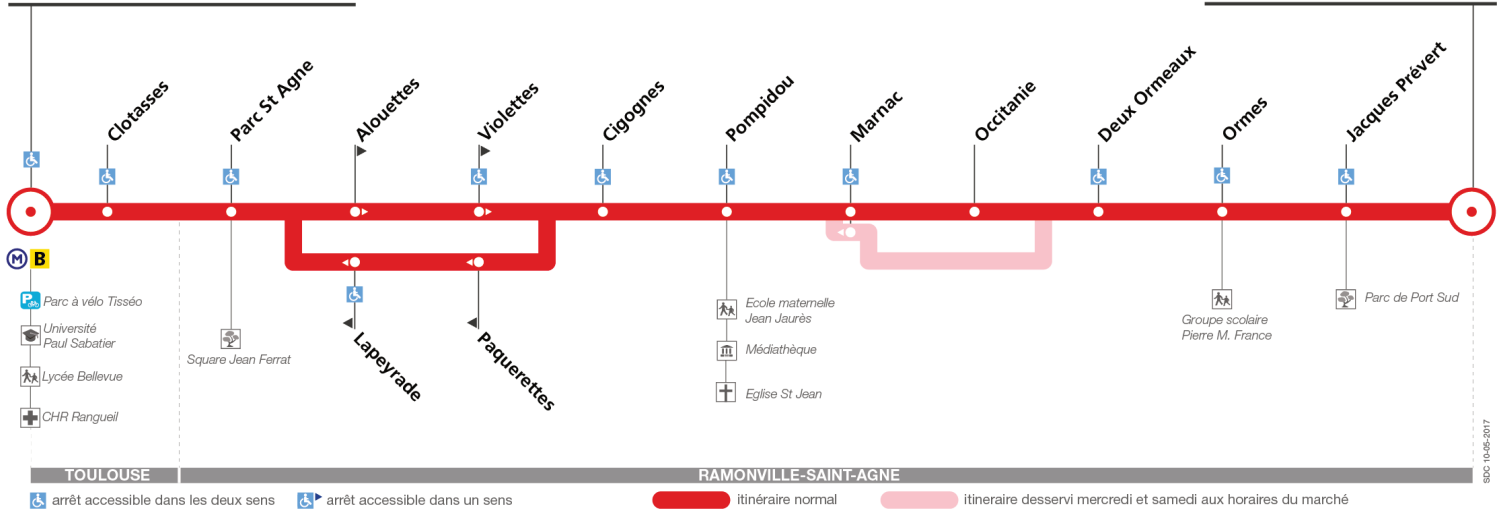 Clotasses
Parc St Agne
Alouettes
Violettes
Cigognes
Pompidou
Marnac
Occitanie
Deux Ormeaux
Ormes
Jacques Prévert
M B
P Parc à vélo Tisséo
Université
Paul Sabatier
Lycée Bellevue
CHR Rangueil
Square Jean Ferrat
Lapeyrade
Paquerettes
Ecole maternelle
Jean Jaurès
Médiathèque
Eglise St Jean
Groupe scolaire
Pierre M. France
Parc de Port Sud
SDC 10-05-2017
TOULOUSE
RAMONVILLE-SAINT-AGNE
arrêt accessible dans les deux sens
arrêt accessible dans un sens
itinéraire normal
itineraire desservi mercredi et samedi aux horaires du marché